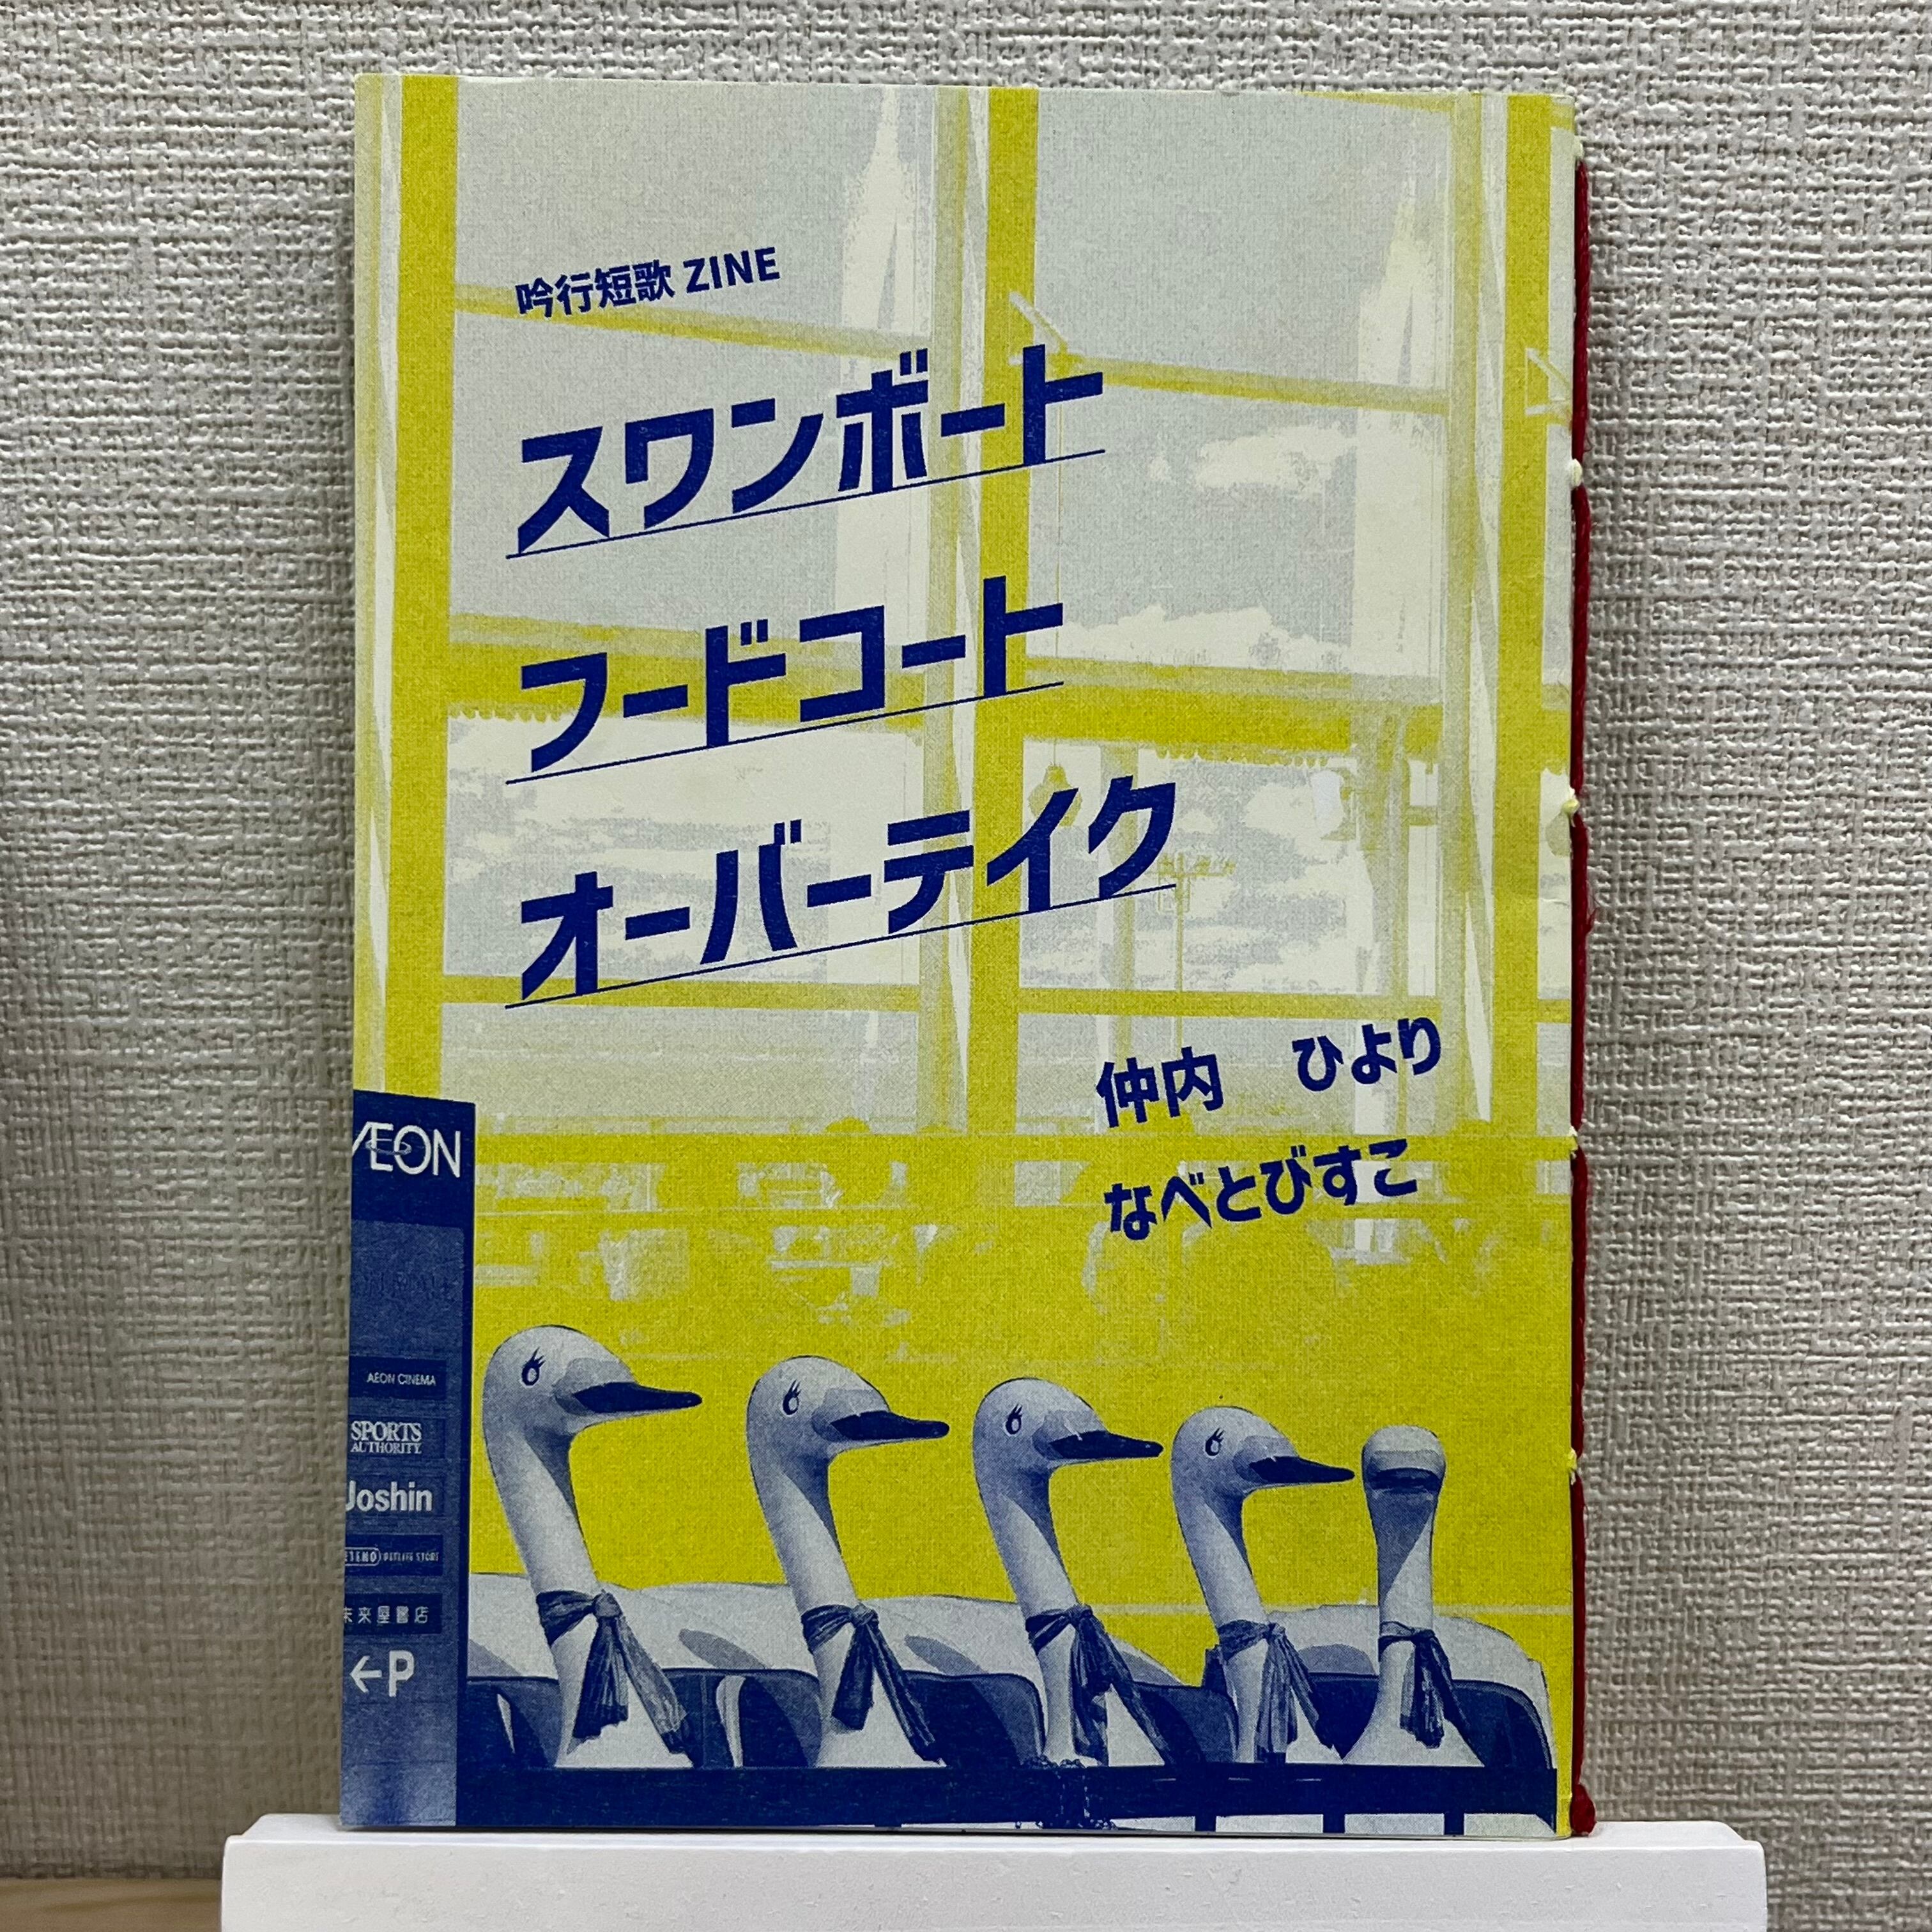 吟行短歌 ZINE
スワンボート
フードコート
オーバーテイク
仲内　ひより
なべとびすこ
ÆON
AEON CINEMA
SPORTS
AUTHORITY
Joshin
未来屋書店
←P